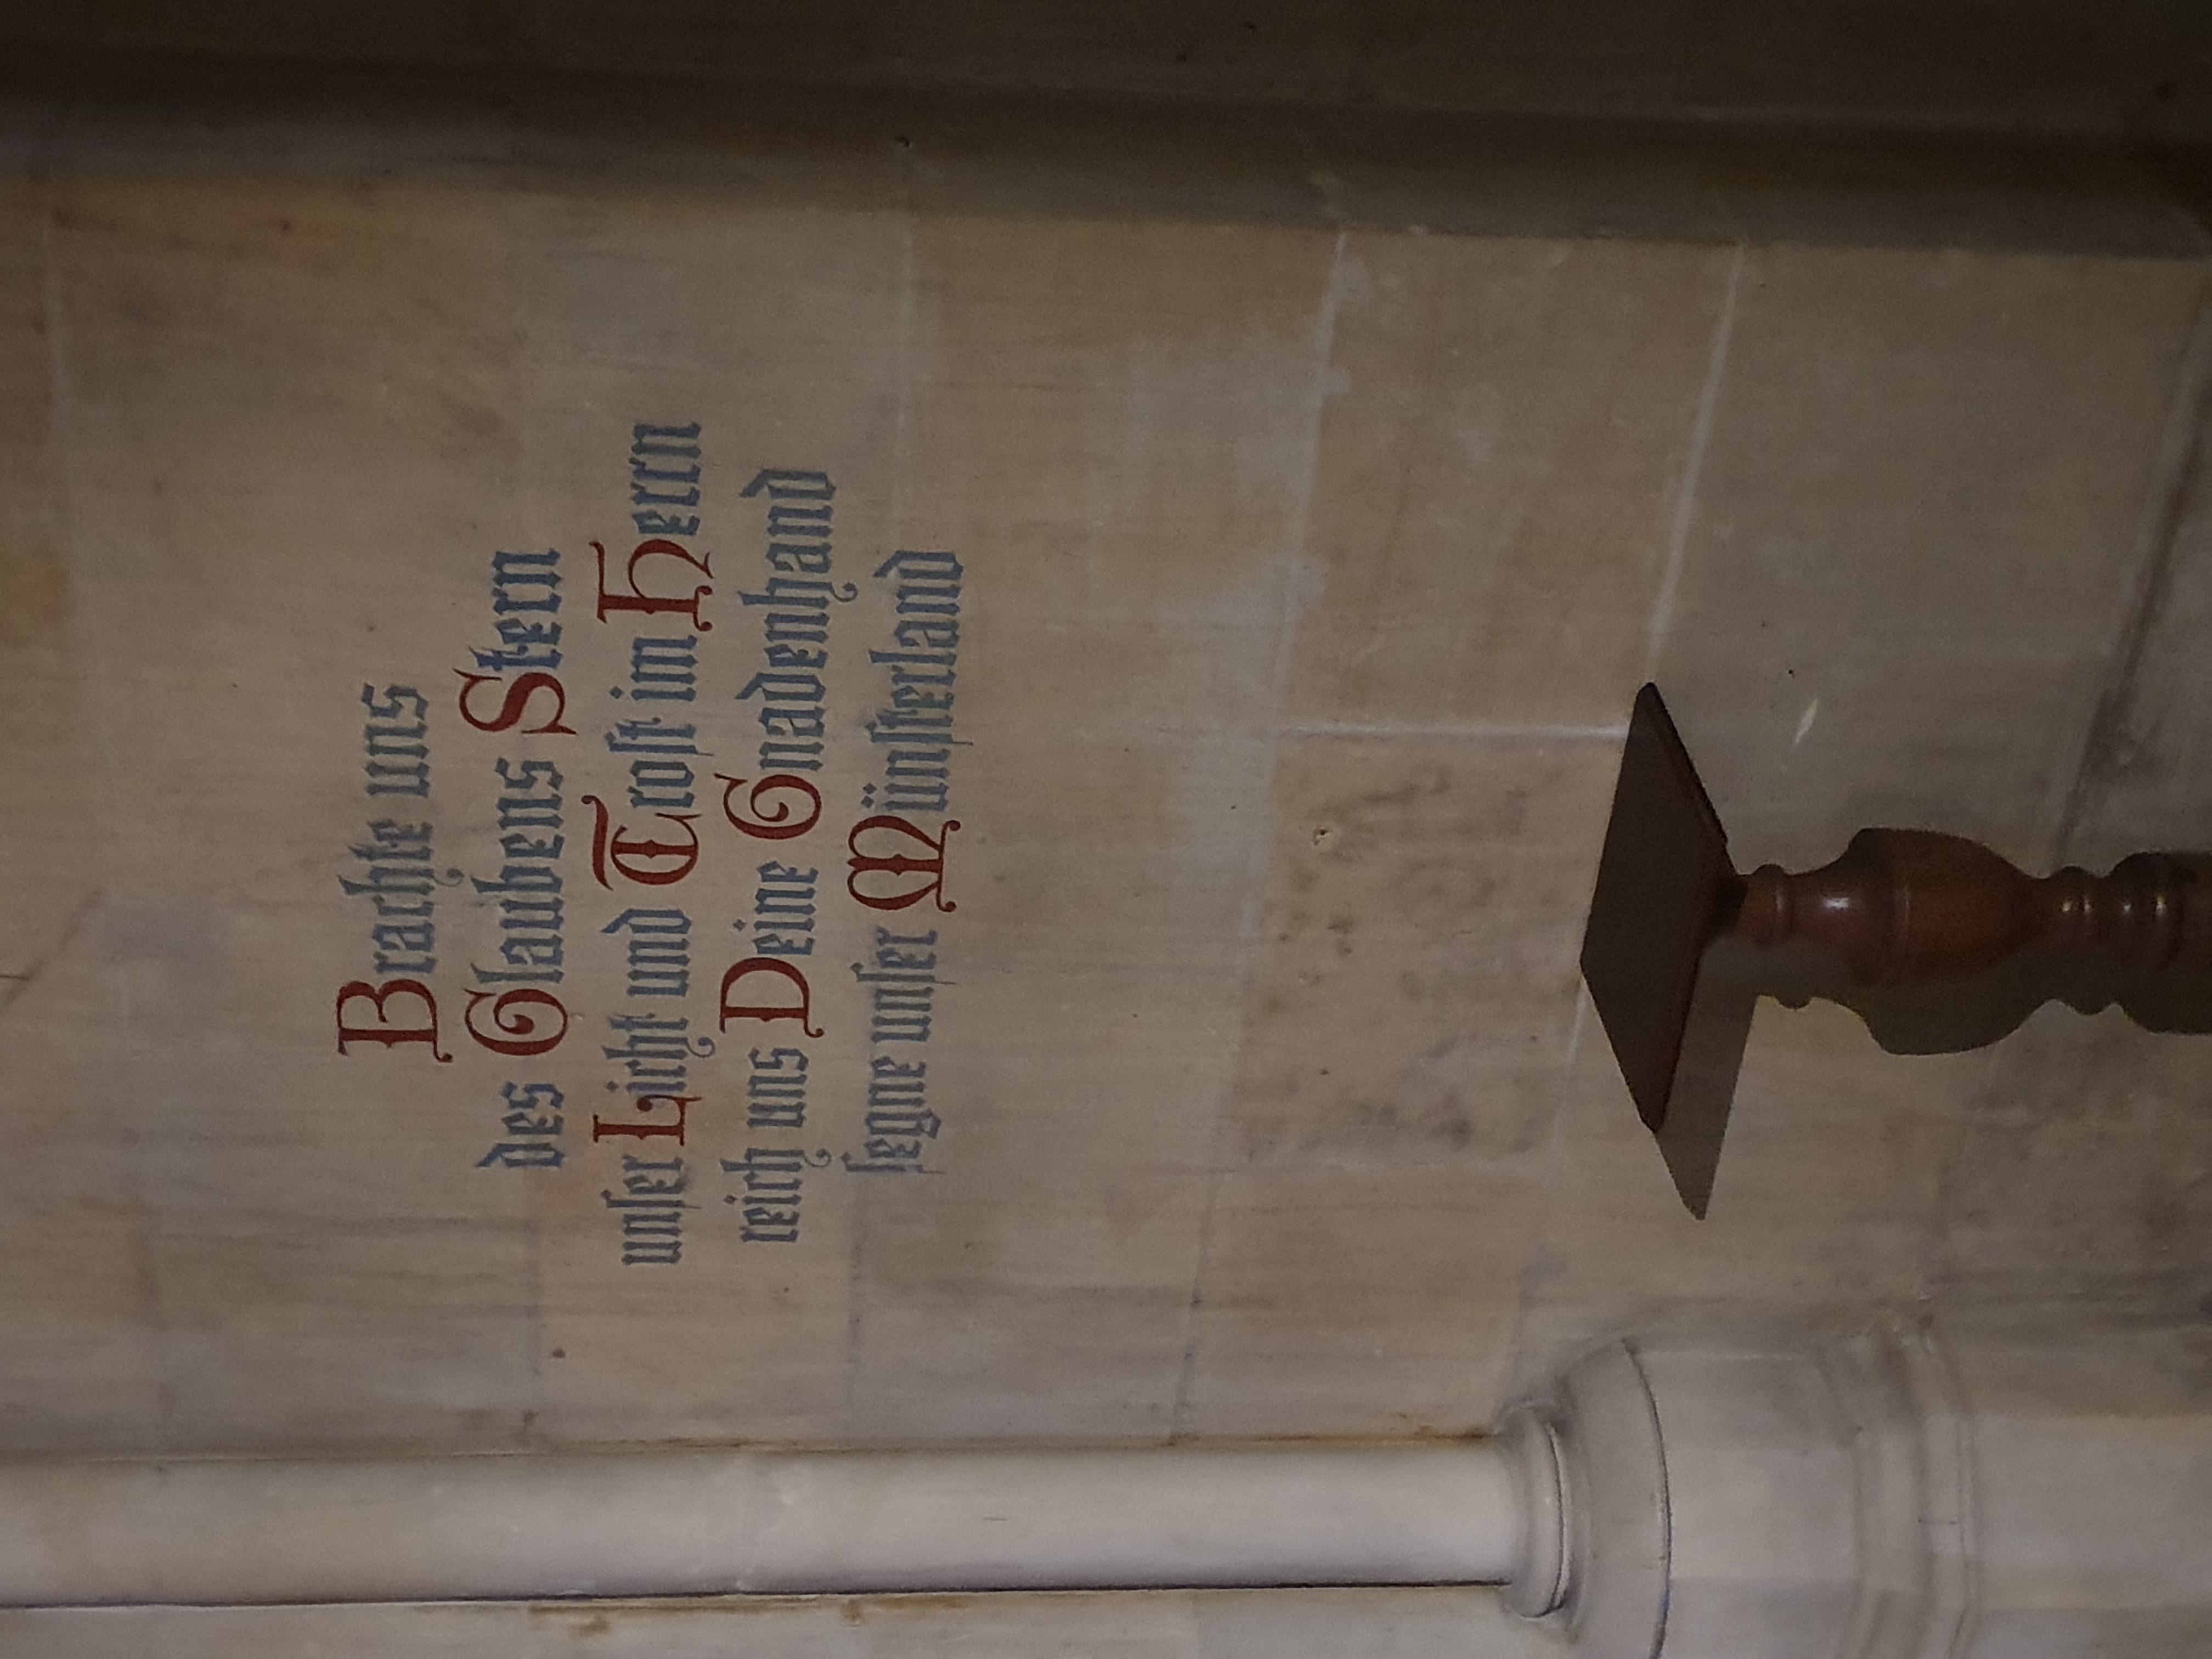 Brachte uns
des Glaubens Stern
unſer Licht und Troſt im Herrn
reich uns Deine Gnadenhand
ſegne unſer Münſterland